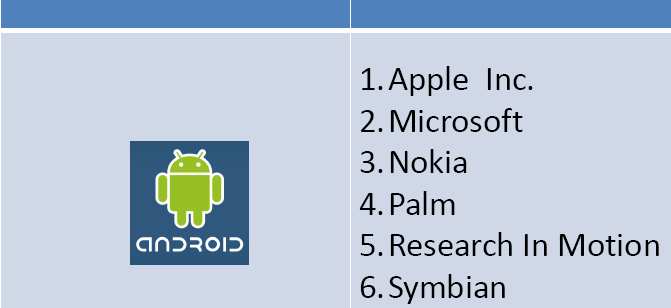 1. Apple Inc.
2. Microsoft
3. Nokia
4. Palm
5. Research In Motion
6. Symbian
ANDROID